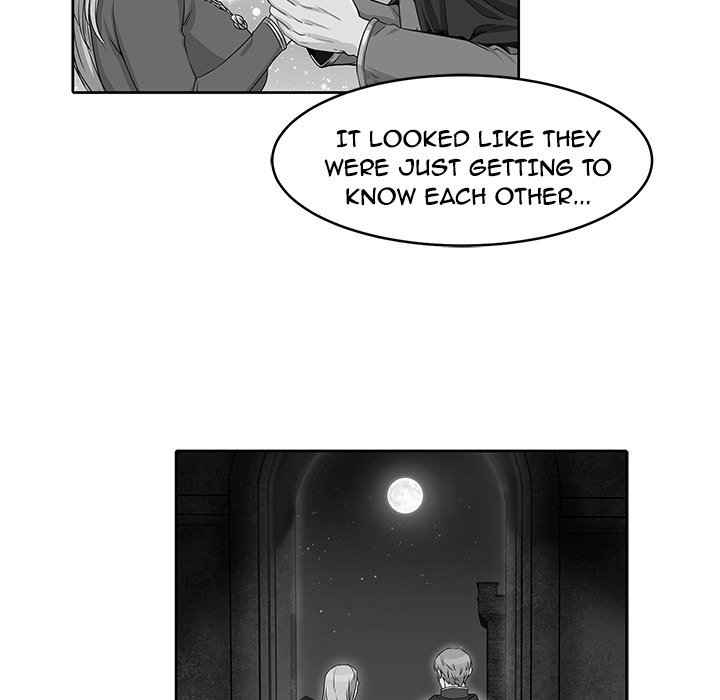 IT LOOKED LIKE THEY
WERE JUST GETTING TO
KNOW EACH OTHER...